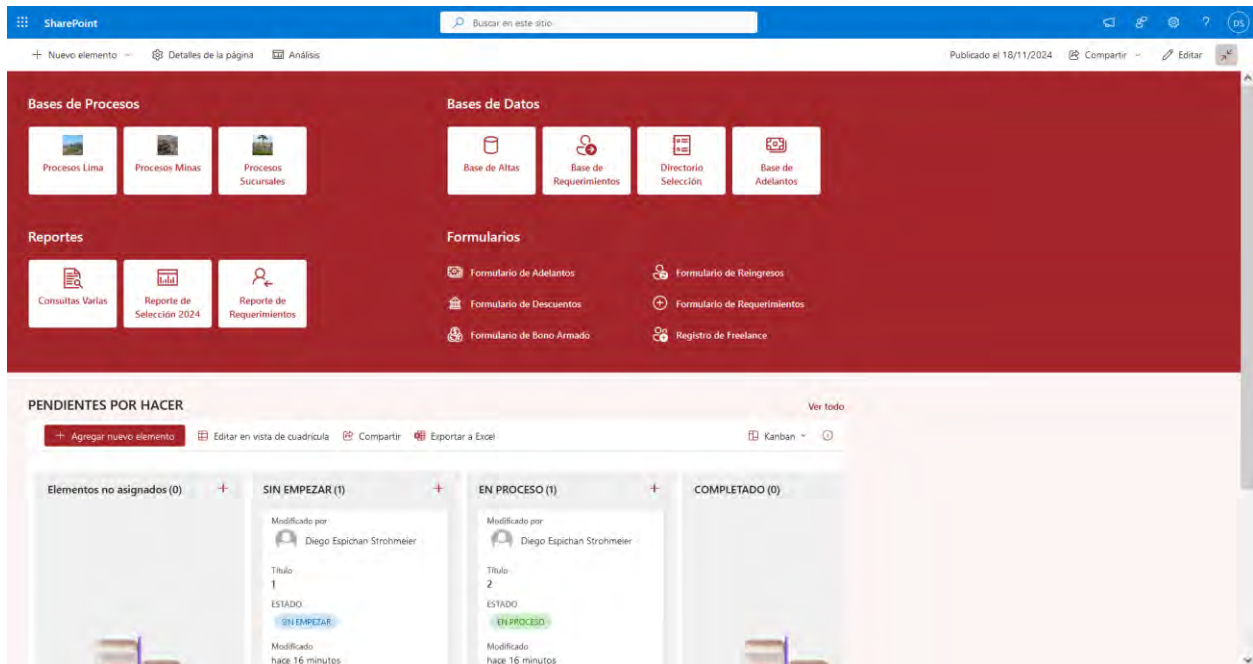 SharePoint
Buscar en este sitio
DS
+ Nuevo elemento
Detalles de la página
Análisis
Publicado el 18/11/2024
Compartir
Editar
Bases de Procesos
Procesos Lima
Procesos Minas
Procesos
Sucursales
Bases de Datos
Base de Altas
Base de
Requerimientos
Directorio
Selección
Base de
Adelantos
Reportes
Consultas Varias
Reporte de
Selección 2024
Reporte de
Requerimientos
Formularios
Formulario de Adelantos
Formulario de Reingresos
Formulario de Descuentos
Formulario de Requerimientos
Formulario de Bono Armado
Registro de Freelance
PENDIENTES POR HACER
Ver todo
+ Agregar nuevo elemento
Editar en vista de cuadrícula
Compartir
Exportar a Excel
Kanban
Elementos no asignados (0)
SIN EMPEZAR (1)
EN PROCESO (1)
COMPLETADO (0)
Modificado por
Diego Espichan Strohmeier
Título
1
ESTADO
SIN EMPEZAR
Modificado
hace 16 minutos
Modificado por
Diego Espichan Strohmeier
Título
2
ESTADO
EN PROCESO
Modificado
hace 16 minutos